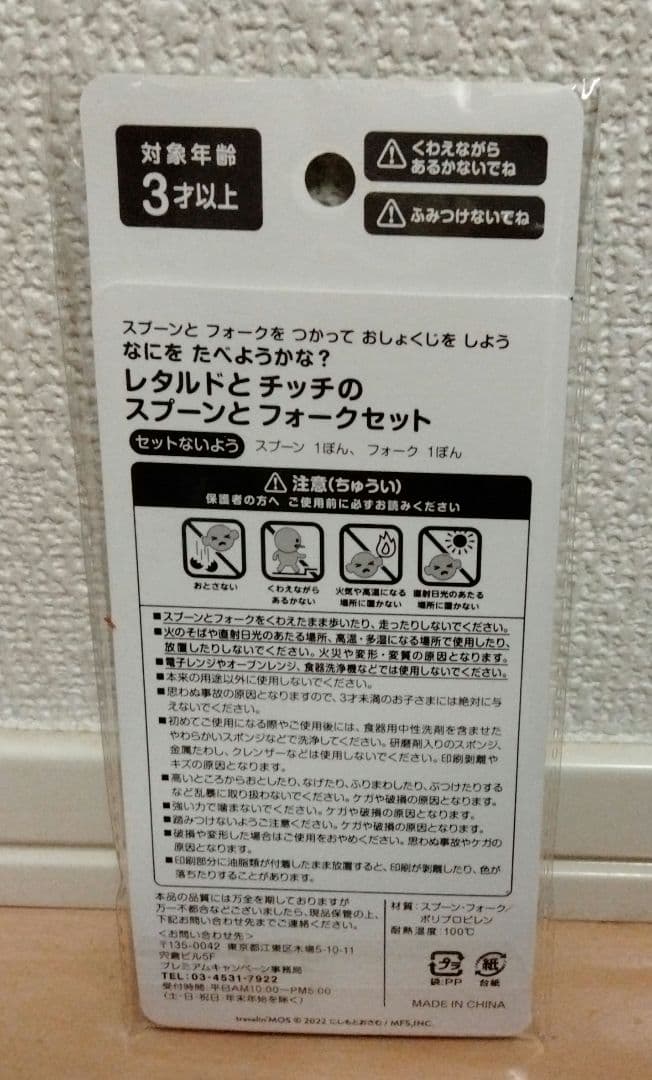 対象年齢
3才以上
くわえながら
あるかないでね
ふみつけないでね
スプーンと フォークを つかって おしょくじを しよう
なにを たべようかな？
レタルドと チッチの
スプーンと フォークセット
セットないよう スプーン 1ぽん、フォーク 1ぽん
注意(ちゅうい)
保護者の方へ ご使用前に必ずお読みください
おとさない
くわえながら
あるかない
火気や高温になる
場所に置かない
直射日光のあたる
場所に置かない
■スプーンとフォークをくわえたまま歩いたり、走ったりしないでください。
■火のそばや直射日光のあたる場所、高温・多湿になる場所で使用したり、
放置したりしないでください。火災や変形・変質の原因となります。
■電子レンジやオーブンレンジ、食器洗浄機などでは使用しないでください。
■本来の用途以外に使用しないでください。
■思わぬ事故の原因となりますので、3才未満のお子さまには絶対に与
えないでください。
■初めてご使用になる際やご使用後には、食器用中性洗剤を含ませた
やわらかいスポンジなどで洗浄してください。研磨剤入りのスポンジ、
金属たわし、クレンザーなどは使用しないでください。印刷剥離や
キズの原因となります。
■高いところからおとしたり、なげたり、ふりまわしたり、ぶつけたりする
など乱暴に取り扱わないでください。ケガや破損の原因となります。
■強い力で噛まないでください。ケガや破損の原因となります。
■踏みつけないようご注意ください。ケガや破損の原因となります。
■破損や変形した場合はご使用をおやめください。思わぬ事故やケガの
原因となります。
■印刷部分に油脂類が付着したまま放置すると、印刷が剥離したり、色が
落ちたりすることがあります。
本品の品質には万全を期しておりますが
万一不都合などございましたら、現品保管の上、
下記お問い合わせ先までご連絡ください。
＜お問い合わせ先＞
〒135-0042 東京都江東区木場5-10-11
宍倉ビル5F
プレミアムキャンペーン事務局
TEL：03-4531-7922
受付時間：平日AM10:00〜PM5:00
(土・日・祝日 年末年始を除く)
材質：スプーン・フォーク/
ポリプロピレン
耐熱温度：100℃
プラ
袋:PP
紙
台紙
MADE IN CHINA
travelin'MOS © 2022 にしもとおさむ / MFS,INC.